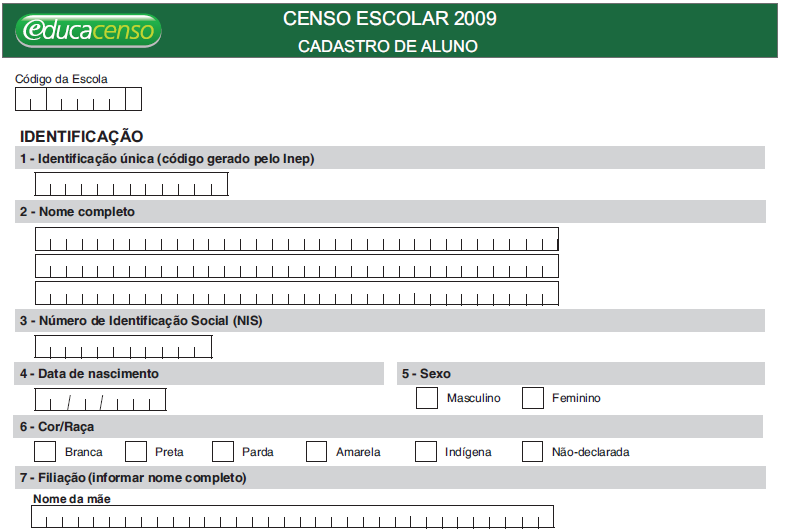 educacenso
CENSO ESCOLAR 2009
CADASTRO DE ALUNO
Código da Escola
IDENTIFICAÇÃO
1 - Identificação única (código gerado pelo Inep)
2 - Nome completo
3 - Número de Identificação Social (NIS)
4 - Data de nascimento
5 - Sexo
Masculino Feminino
6 - Cor/Raça
Branca Preta Parda Amarela Indígena Não-declarada
7 - Filiação (informar nome completo)
Nome da mãe